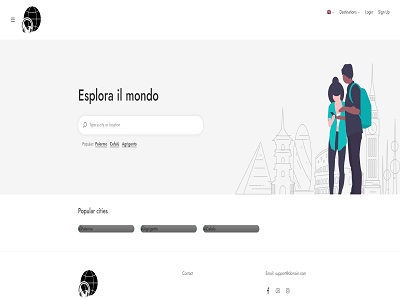 Destinations Login Sign Up
Esplora il mondo
Type a city or location
Popular: Palermo Cefalù Agrigento
Popular cities
Palermo Agrigento Cefalù
Contact Email: support@domain.com